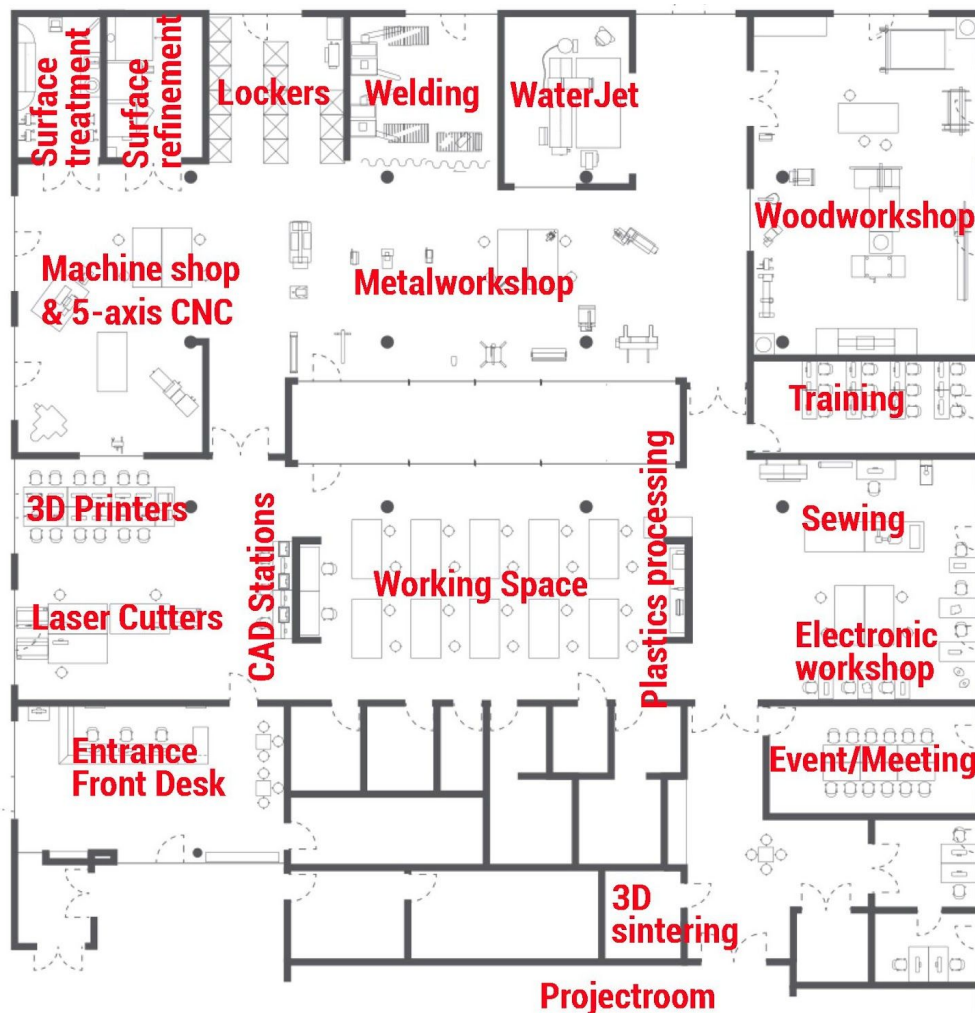 Surface
treatment
Surface
refinement
Lockers
Welding
WaterJet
Woodworkshop
Machine shop
& 5-axis CNC
Metalworkshop
Training
3D Printers
Sewing
CAD Stations
Working Space
Plastics processing
Laser Cutters
Electronic
workshop
Entrance
Front Desk
Event/Meeting
3D
sintering
Projectroom